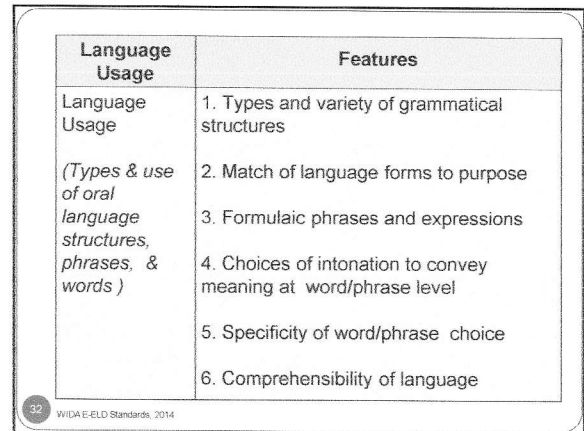 Language
Usage
Features
Language
Usage
(Types & use
of oral
language
structures,
phrases, &
words )
1. Types and variety of grammatical
structures
2. Match of language forms to purpose
3. Formulaic phrases and expressions
4. Choices of intonation to convey
meaning at word/phrase level
5. Specificity of word/phrase choice
6. Comprehensibility of language
32
WIDA E-ELD Standards, 2014